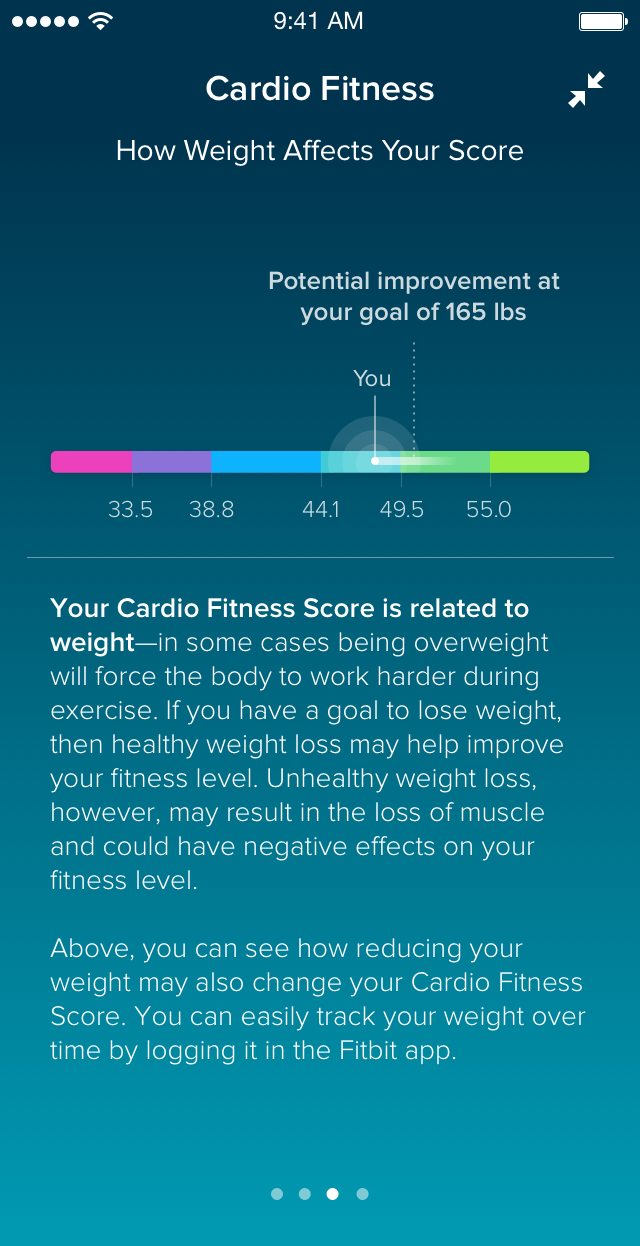 9:41 AM
Cardio Fitness
How Weight Affects Your Score
Potential improvement at
your goal of 165 lbs
You
33.5 38.8 44.1 49.5 55.0
Your Cardio Fitness Score is related to
weight—in some cases being overweight
will force the body to work harder during
exercise. If you have a goal to lose weight,
then healthy weight loss may help improve
your fitness level. Unhealthy weight loss,
however, may result in the loss of muscle
and could have negative effects on your
fitness level.
Above, you can see how reducing your
weight may also change your Cardio Fitness
Score. You can easily track your weight over
time by logging it in the Fitbit app.